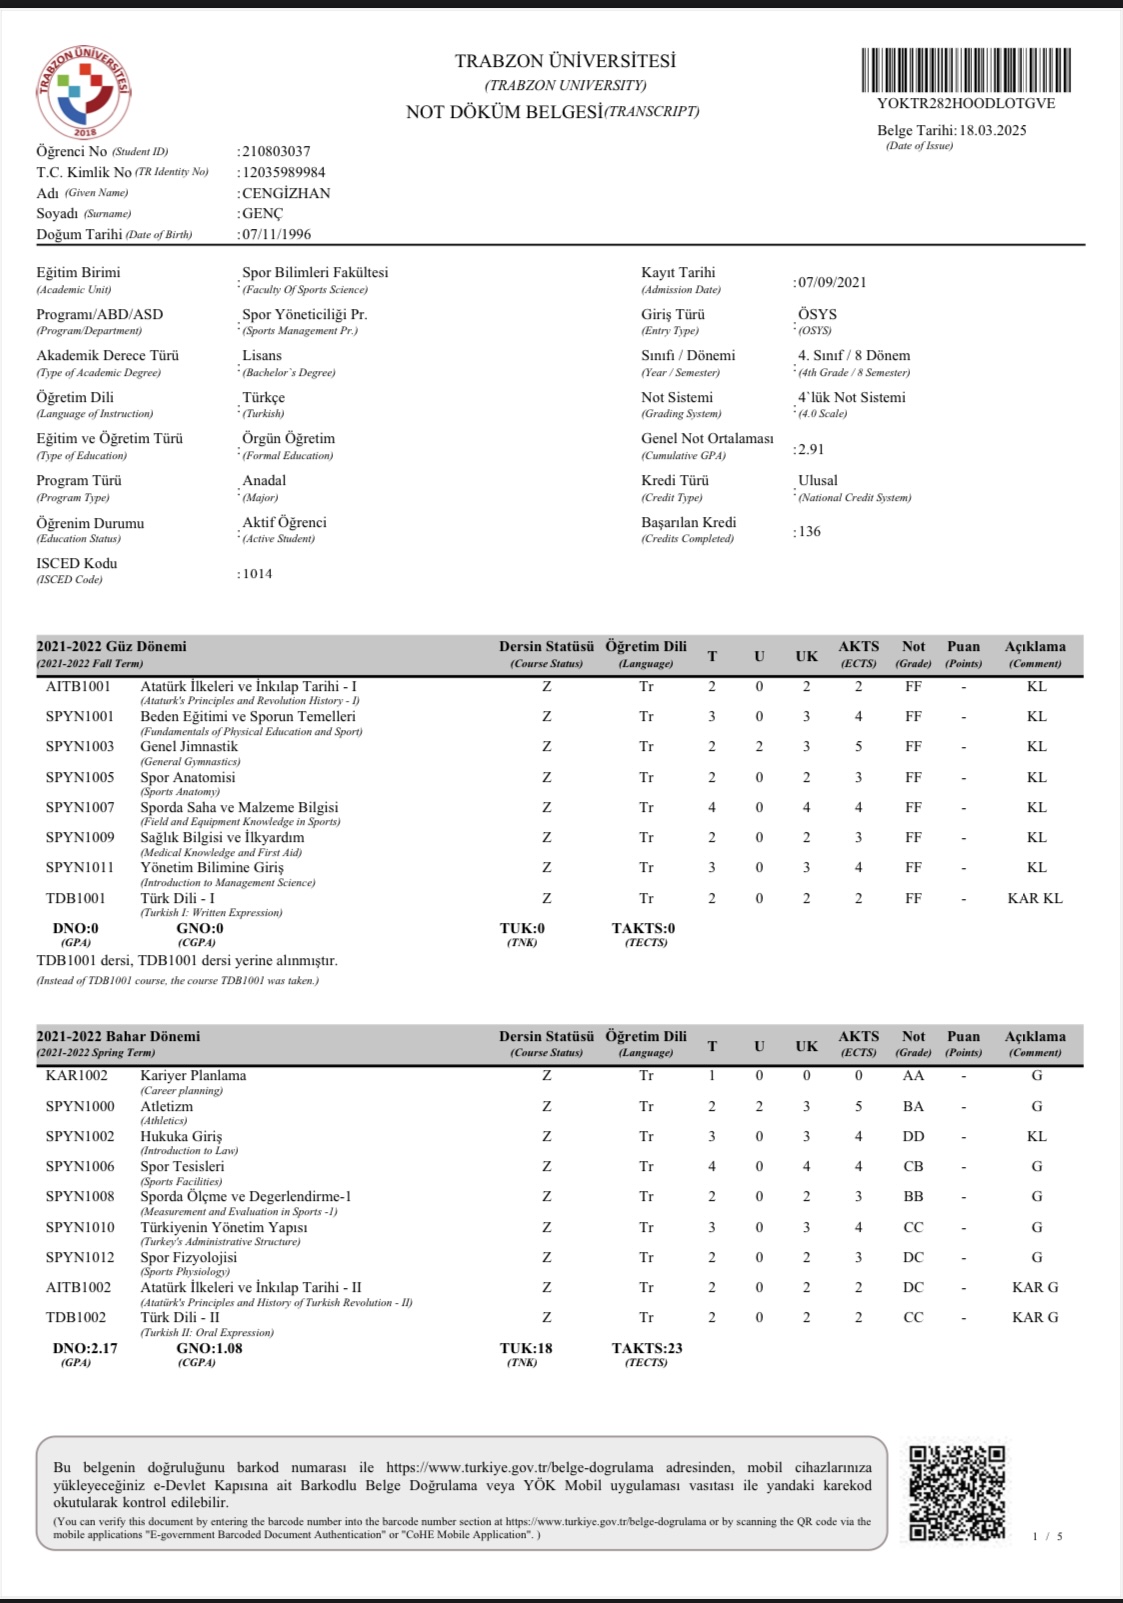 TRABZON ÜNİVERSİTESİ
2018
TRABZON ÜNİVERSİTESİ
(TRABZON UNIVERSITY)
NOT DÖKÜM BELGESİ(TRANSCRIPT)
YOKTR282HOODLOTGVE
Belge Tarihi:18.03.2025
(Date of Issue)
Öğrenci No (Student ID) :210803037
T.C. Kimlik No (TR Identity No) :12035989984
Adı (Given Name) :CENGİZHAN
Soyadı (Surname) :GENÇ
Doğum Tarihi (Date of Birth) :07/11/1996
Eğitim Birimi : Spor Bilimleri Fakültesi
(Academic Unit) (Faculty Of Sports Science)
Programı/ABD/ASD : Spor Yöneticiliği Pr.
(Program/Department) (Sports Management Pr.)
Akademik Derece Türü : Lisans
(Type of Academic Degree) (Bachelor`s Degree)
Öğretim Dili : Türkçe
(Language of Instruction) (Turkish)
Eğitim ve Öğretim Türü : Örgün Öğretim
(Type of Education) (Formal Education)
Program Türü : Anadal
(Program Type) (Major)
Öğrenim Durumu : Aktif Öğrenci
(Education Status) (Active Student)
ISCED Kodu :1014
(ISCED Code)
Kayıt Tarihi :07/09/2021
(Admission Date)
Giriş Türü : ÖSYS
(Entry Type) (OSYS)
Sınıfı / Dönemi : 4. Sınıf / 8 Dönem
(Year / Semester) (4th Grade / 8 Semester)
Not Sistemi : 4`lük Not Sistemi
(Grading System) (4.0 Scale)
Genel Not Ortalaması :2.91
(Cumulative GPA)
Kredi Türü : Ulusal
(Credit Type) (National Credit System)
Başarılan Kredi :136
(Credits Completed)
2021-2022 Güz Dönemi Dersin Statüsü Öğretim Dili T U UK AKTS Not Puan Açıklama
(2021-2022 Fall Term) (Course Status) (Language) (ECTS) (Grade) (Points) (Comment)
AITB1001 Atatürk İlkeleri ve İnkılap Tarihi - I Z Tr 2 0 2 2 FF - KL
(Ataturk's Principles and Revolution History - I)
SPYN1001 Beden Eğitimi ve Sporun Temelleri Z Tr 3 0 3 4 FF - KL
(Fundamentals of Physical Education and Sport)
SPYN1003 Genel Jimnastik Z Tr 2 2 3 5 FF - KL
(General Gymnastics)
SPYN1005 Spor Anatomisi Z Tr 2 0 2 3 FF - KL
(Sports Anatomy)
SPYN1007 Sporda Saha ve Malzeme Bilgisi Z Tr 4 0 4 4 FF - KL
(Field and Equipment Knowledge in Sports)
SPYN1009 Sağlık Bilgisi ve İlkyardım Z Tr 2 0 2 3 FF - KL
(Medical Knowledge and First Aid)
SPYN1011 Yönetim Bilimine Giriş Z Tr 3 0 3 4 FF - KL
(Introduction to Management Science)
TDB1001 Türk Dili - I Z Tr 2 0 2 2 FF - KAR KL
(Turkish I: Written Expression)
DNO:0 GNO:0 TUK:0 TAKTS:0
(GPA) (CGPA) (TNK) (TECTS)
TDB1001 dersi, TDB1001 dersi yerine alınmıştır.
(Instead of TDB1001 course, the course TDB1001 was taken.)
2021-2022 Bahar Dönemi Dersin Statüsü Öğretim Dili T U UK AKTS Not Puan Açıklama
(2021-2022 Spring Term) (Course Status) (Language) (ECTS) (Grade) (Points) (Comment)
KAR1002 Kariyer Planlama Z Tr 1 0 0 0 AA - G
(Career planning)
SPYN1000 Atletizm Z Tr 2 2 3 5 BA - G
(Athletics)
SPYN1002 Hukuka Giriş Z Tr 3 0 3 4 DD - KL
(Introduction to Law)
SPYN1006 Spor Tesisleri Z Tr 4 0 4 4 CB - G
(Sports Facilities)
SPYN1008 Sporda Ölçme ve Degerlendirme-1 Z Tr 2 0 2 3 BB - G
(Measurement and Evaluation in Sports -1)
SPYN1010 Türkiyenin Yönetim Yapısı Z Tr 3 0 3 4 CC - G
(Turkey's Administrative Structure)
SPYN1012 Spor Fizyolojisi Z Tr 2 0 2 3 DC - G
(Sports Physiology)
AITB1002 Atatürk İlkeleri ve İnkılap Tarihi - II Z Tr 2 0 2 2 DC - KAR G
(Atatürk's Principles and History of Turkish Revolution - II)
TDB1002 Türk Dili - II Z Tr 2 0 2 2 CC - KAR G
(Turkish II: Oral Expression)
DNO:2.17 GNO:1.08 TUK:18 TAKTS:23
(GPA) (CGPA) (TNK) (TECTS)
Bu belgenin doğruluğunu barkod numarası ile https://www.turkiye.gov.tr/belge-dogrulama adresinden, mobil cihazlarınıza
yükleyeceğiniz e-Devlet Kapısına ait Barkodlu Belge Doğrulama veya YÖK Mobil uygulaması vasıtası ile yandaki karekod
okutularak kontrol edilebilir.
(You can verify this document by entering the barcode number into the barcode number section at https://www.turkiye.gov.tr/belge-dogrulama or by scanning the QR code via the
mobile applications "E-government Barcoded Document Authentication" or "CoHE Mobile Application". )
1 / 5